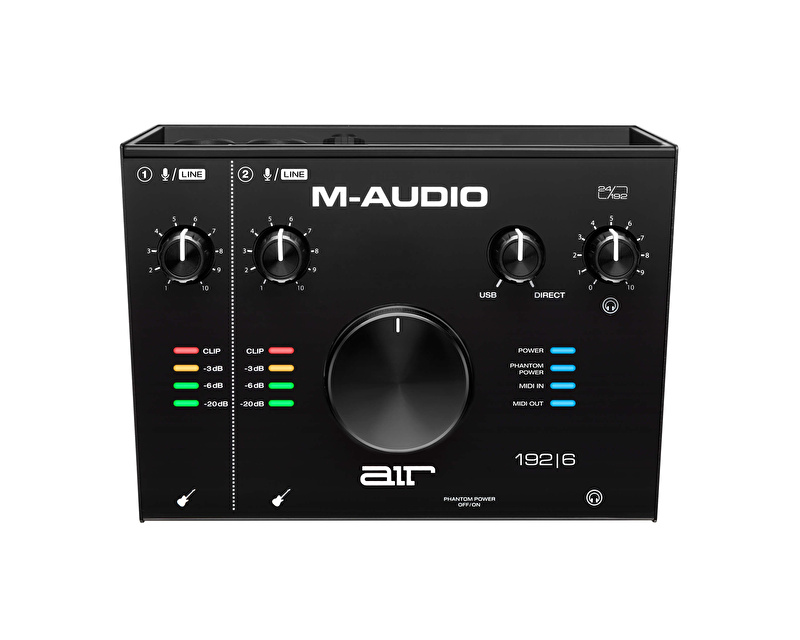 1 / LINE
2 / LINE
M-AUDIO
24/192
1 2 3 4 5 6 7 8 9 10
1 2 3 4 5 6 7 8 9 10
USB DIRECT
0 1 2 3 4 5 6 7 8 9 10
CLIP
-3dB
-6dB
-20dB
CLIP
-3dB
-6dB
-20dB
POWER
PHANTOM
POWER
MIDI IN
MIDI OUT
192|6
AIR
PHANTOM POWER
OFF/ON